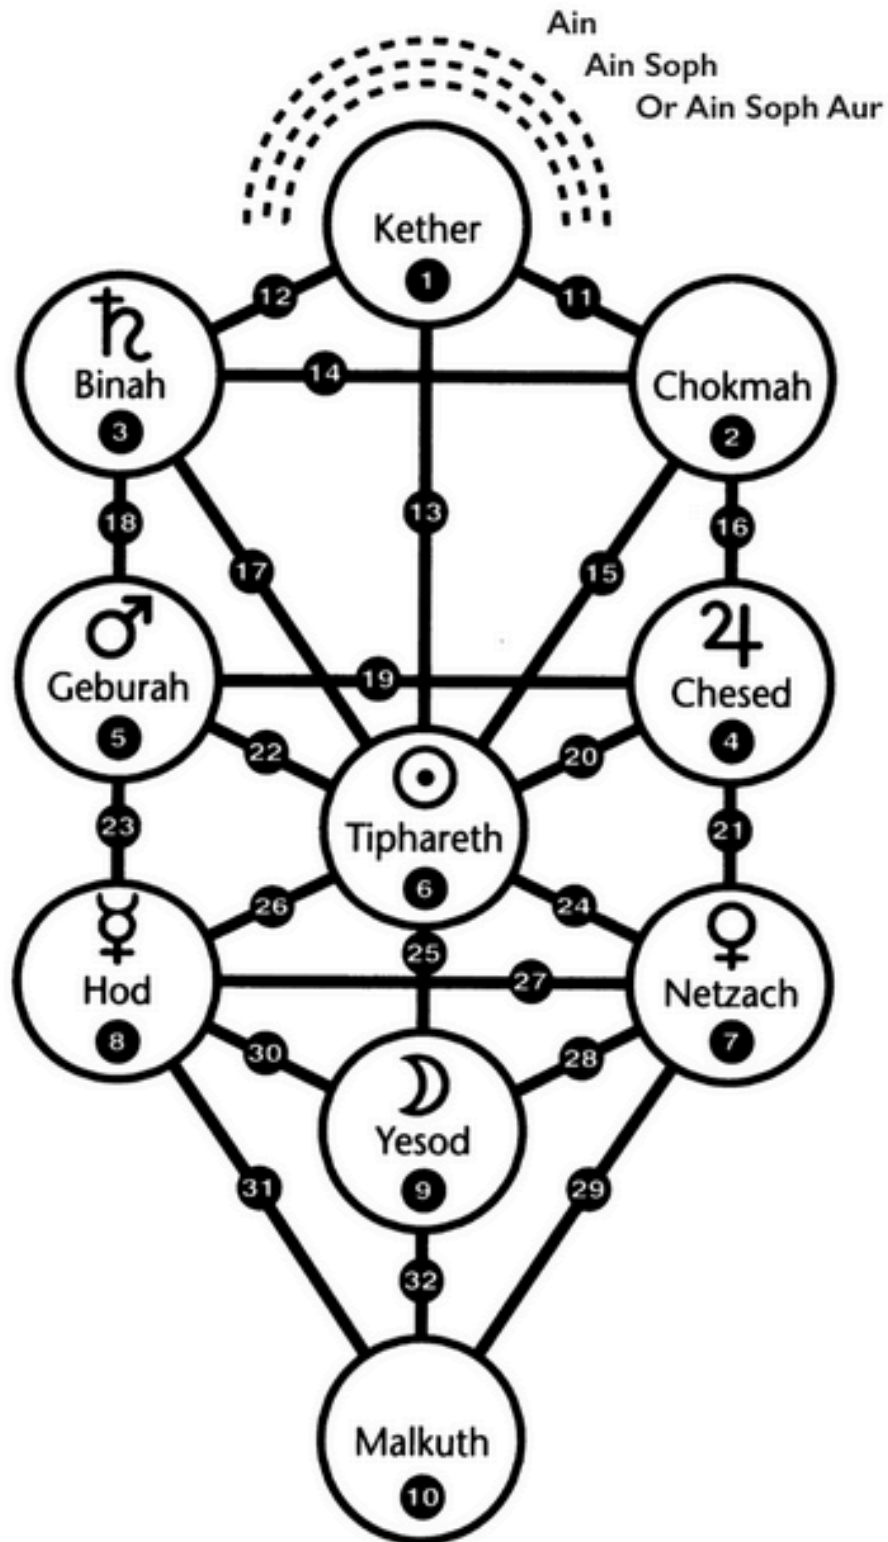 Ain
Ain Soph
Or Ain Soph Aur
Kether
1
12
11
Binah
3
14
Chokmah
2
13
18
16
17
15
Geburah
5
19
Chesed
4
22
20
Tiphareth
6
23
21
26
24
25
Hod
8
27
Netzach
7
30
28
Yesod
9
31
29
32
Malkuth
10